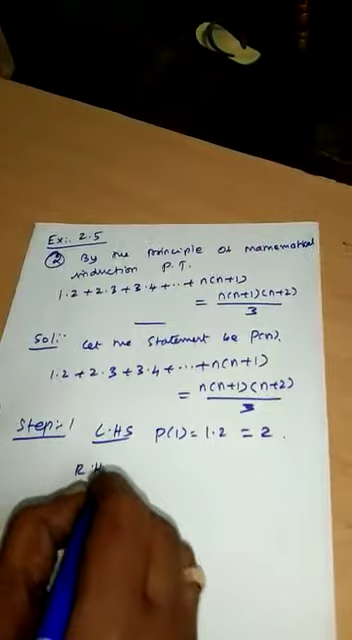 Ex:- 2.5
② By the Principle of mathematical
induction P.T.
1.2 + 2.3 + 3.4 + ... + n(n+1)
= n(n+1)(n+2)/3
Sol:- Let the Statement be P(n).
1.2 + 2.3 + 3.4 + ... + n(n+1)
= n(n+1)(n+2)/3
Step:-1 L.HS P(1) = 1.2 = 2.
R.H